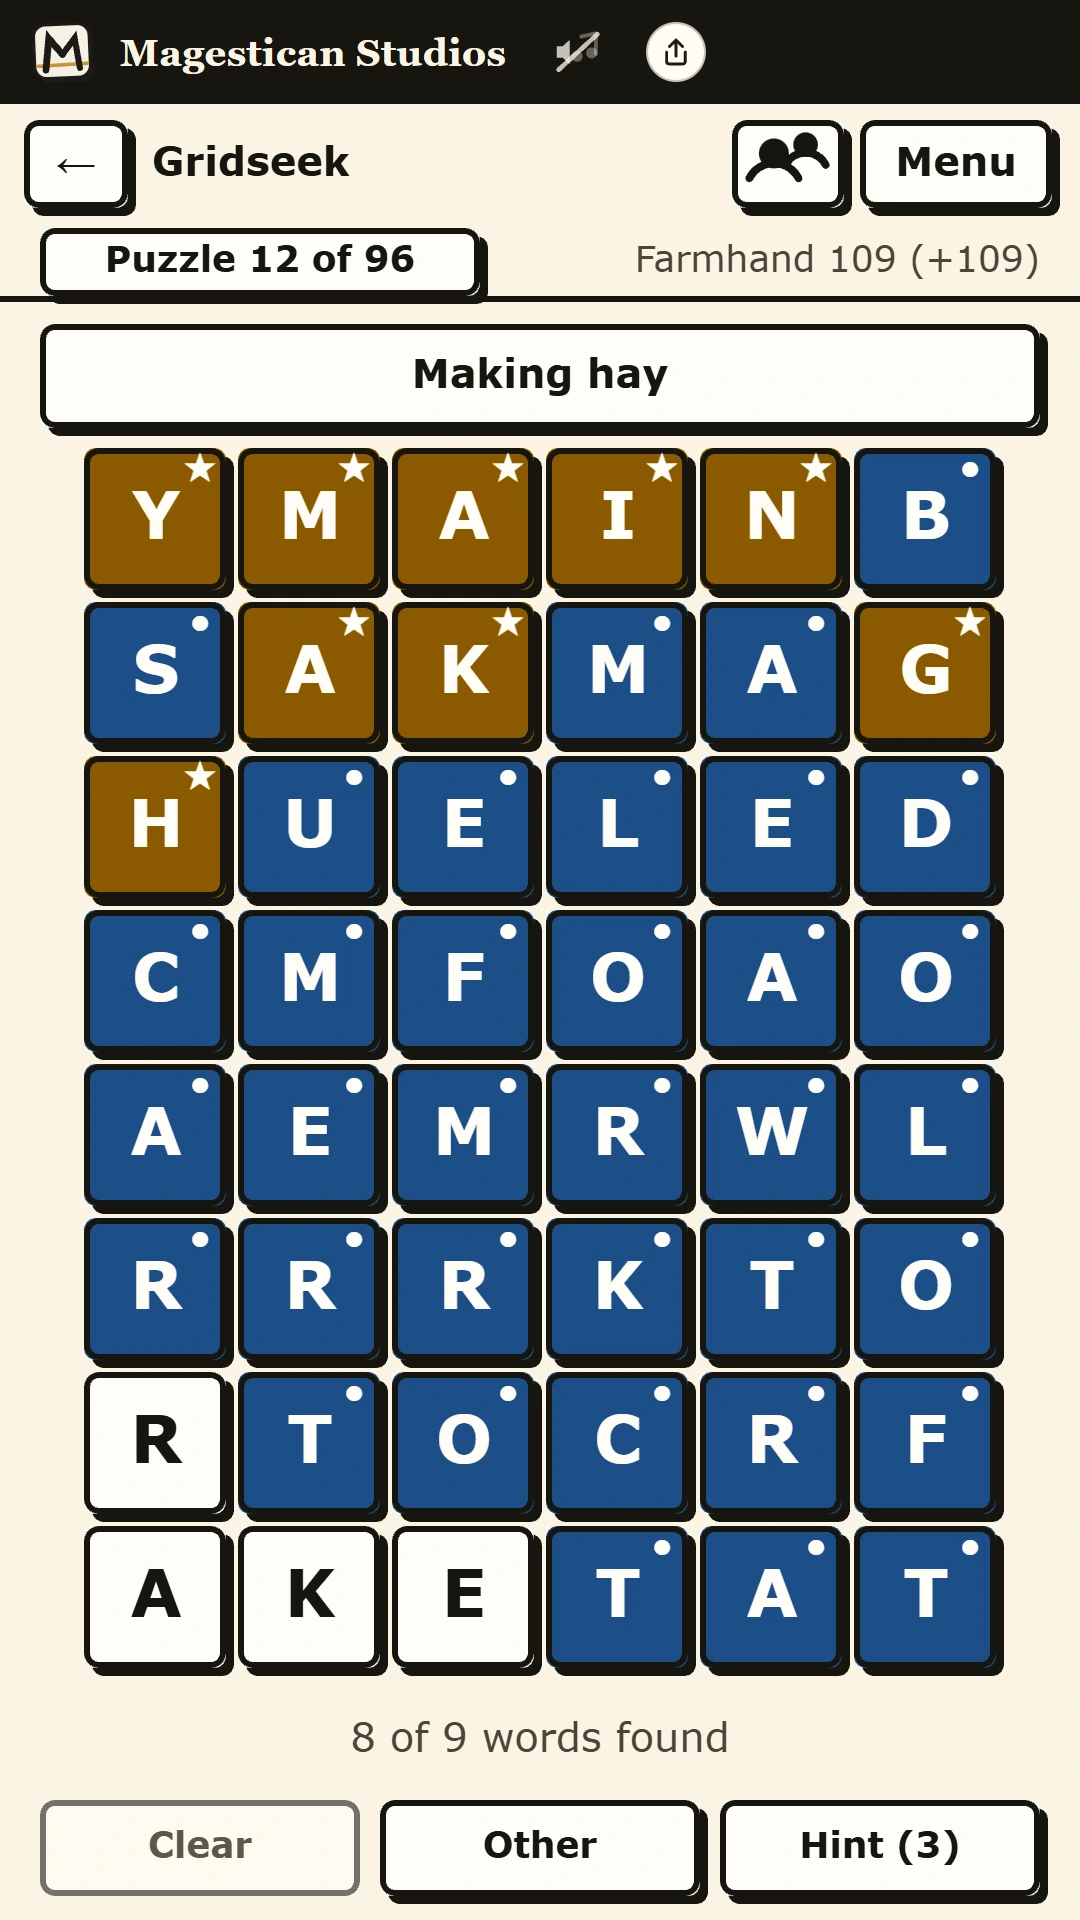 Magestican Studios
← Gridseek Menu
Puzzle 12 of 96 Farmhand 109 (+109)
Making hay
Y M A I N B
S A K M A G
H U E L E D
C M F O A O
A E M R W L
R R R K T O
R T O C R F
A K E T A T
8 of 9 words found
Clear Other Hint (3)